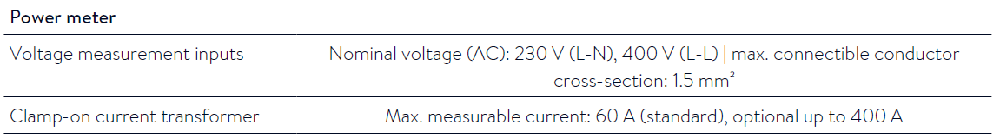 Power meter
Voltage measurement inputs
Nominal voltage (AC): 230 V (L-N), 400 V (L-L) | max. connectible conductor
cross-section: 1.5 mm²
Clamp-on current transformer
Max. measurable current: 60 A (standard), optional up to 400 A